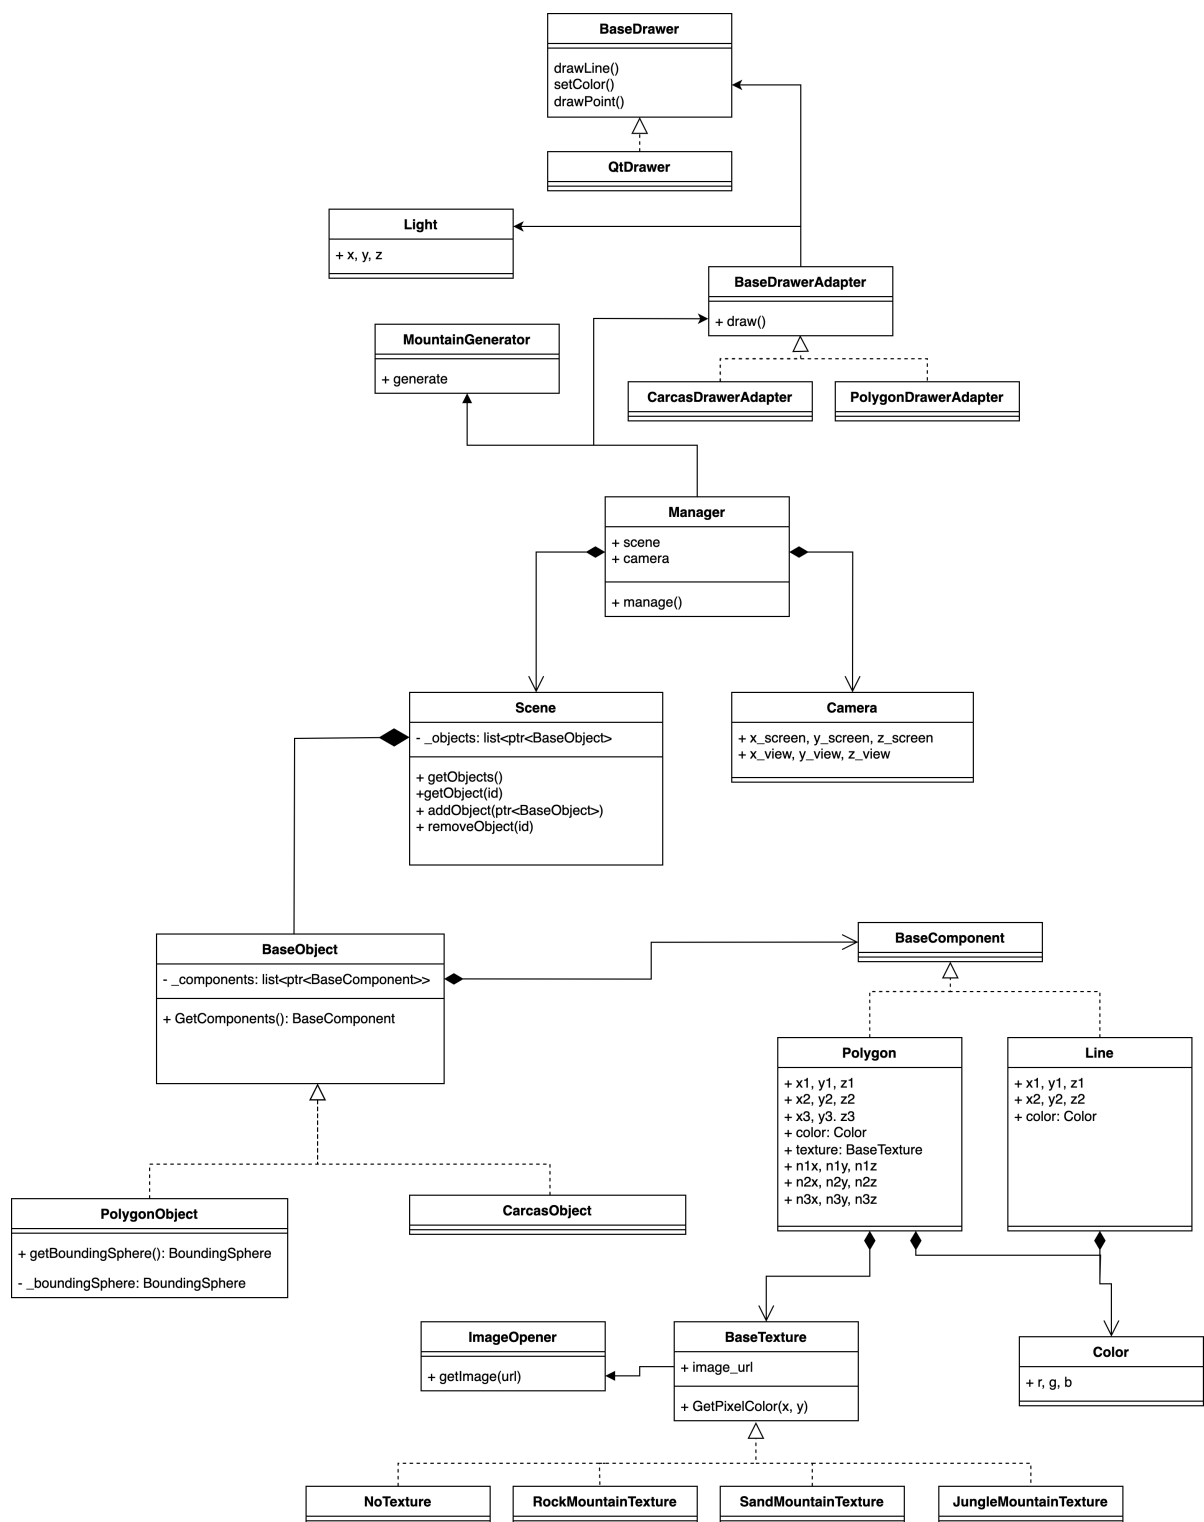 BaseDrawer
drawLine()
setColor()
drawPoint()
QtDrawer
Light
+ x, y, z
BaseDrawerAdapter
+ draw()
MountainGenerator
+ generate
CarcasDrawerAdapter
PolygonDrawerAdapter
Manager
+ scene
+ camera
+ manage()
Scene
- _objects: list<ptr<BaseObject>
+ getObjects()
+getObject(id)
+ addObject(ptr<BaseObject>)
+ removeObject(id)
Camera
+ x_screen, y_screen, z_screen
+ x_view, y_view, z_view
BaseObject
- _components: list<ptr<BaseComponent>>
+ GetComponents(): BaseComponent
BaseComponent
Polygon
+ x1, y1, z1
+ x2, y2, z2
+ x3, y3. z3
+ color: Color
+ texture: BaseTexture
+ n1x, n1y, n1z
+ n2x, n2y, n2z
+ n3x, n3y, n3z
Line
+ x1, y1, z1
+ x2, y2, z2
+ color: Color
PolygonObject
+ getBoundingSphere(): BoundingSphere
- _boundingSphere: BoundingSphere
CarcasObject
ImageOpener
+ getImage(url)
BaseTexture
+ image_url
+ GetPixelColor(x, y)
Color
+ r, g, b
NoTexture
RockMountainTexture
SandMountainTexture
JungleMountainTexture